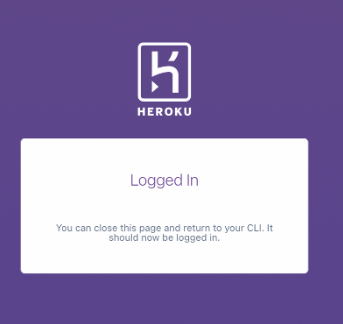 HEROKU
Logged In
You can close this page and return to your CLI. It
should now be logged in.